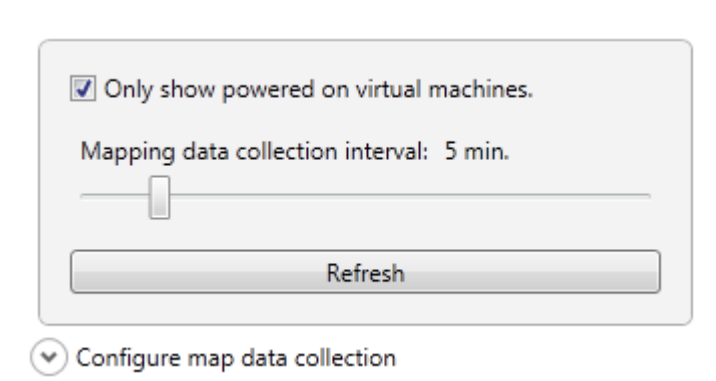 Only show powered on virtual machines.
Mapping data collection interval: 5 min.
Refresh
Configure map data collection